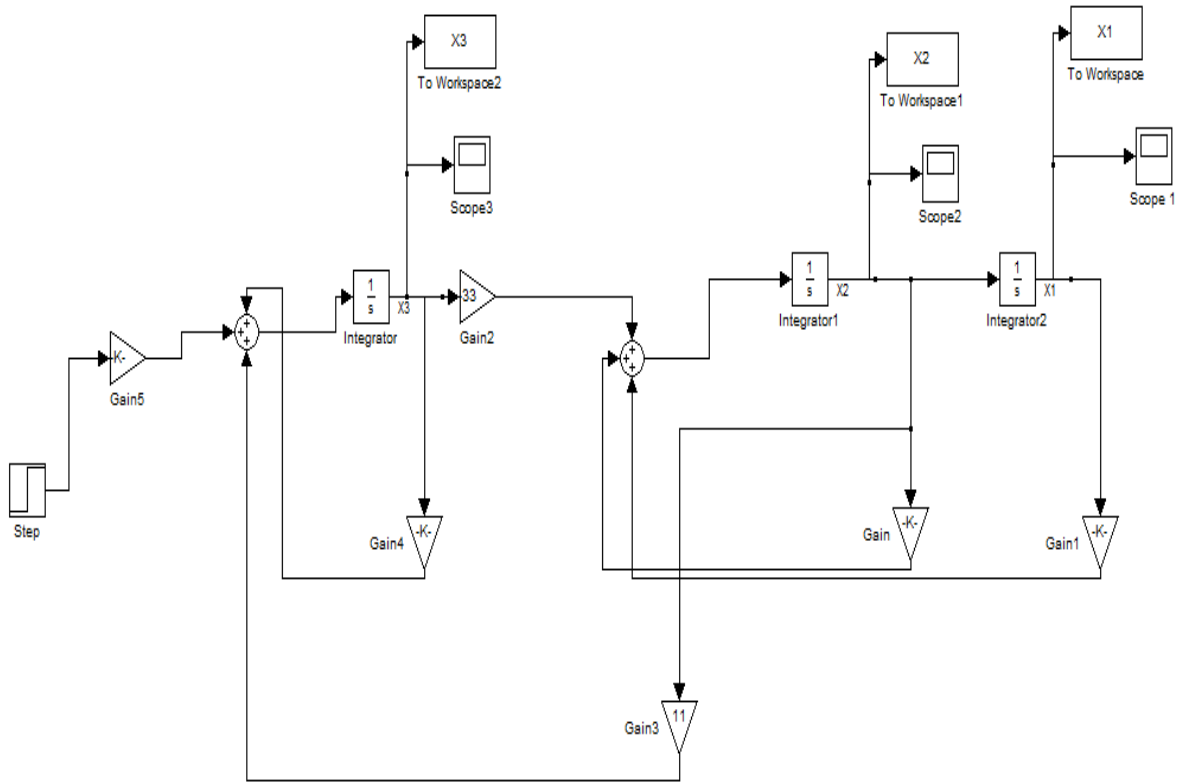 X3
To Workspace2
X2
To Workspace1
X1
To Workspace
Scope3
Scope2
Scope 1
1
s
Integrator
X3
33
Gain2
1
s
Integrator1
X2
1
s
Integrator2
X1
+
+
+
+
+
+
-K-
Gain5
Step
-K-
Gain4
-K-
Gain
-K-
Gain1
11
Gain3